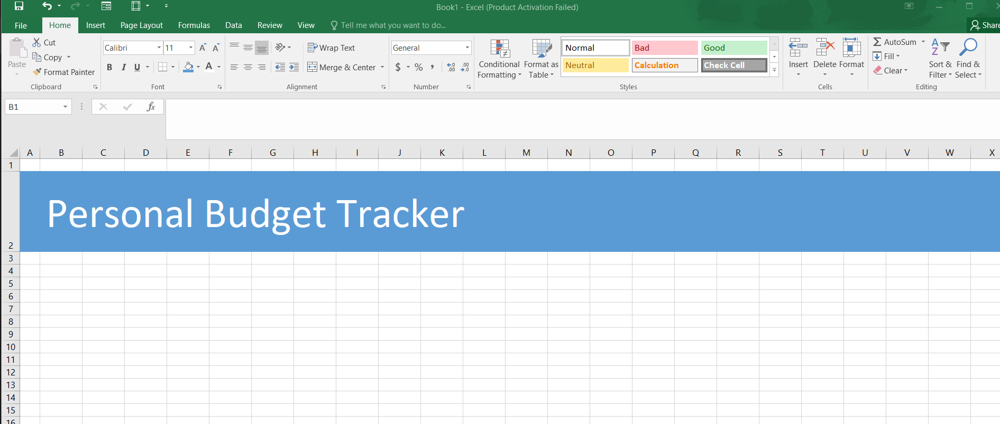 Book1 - Excel (Product Activation Failed)
File Home Insert Page Layout Formulas Data Review View Tell me what you want to do... Share
Paste
Cut
Copy
Format Painter
Clipboard
Calibri 11
B I U A
Font
Wrap Text
Merge & Center
Alignment
General
$ % ,
Number
Conditional Formatting
Format as Table
Normal Bad Good
Neutral Calculation Check Cell
Styles
Insert Delete Format
Cells
AutoSum
Fill
Clear
Sort & Filter
Find & Select
Editing
B1 fx
A B C D E F G H I J K L M N O P Q R S T U V W X
1
2 Personal Budget Tracker
3
4
5
6
7
8
9
10
11
12
13
14
15
16